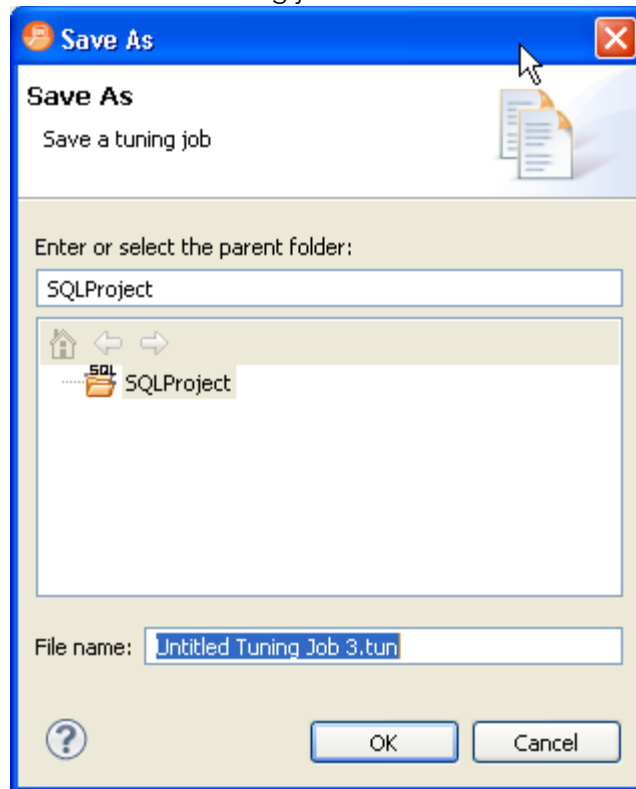 Save As
Save As
Save a tuning job
Enter or select the parent folder:
SQLProject
SQL
SQLProject
File name: Untitled Tuning Job 3.tun
? OK Cancel